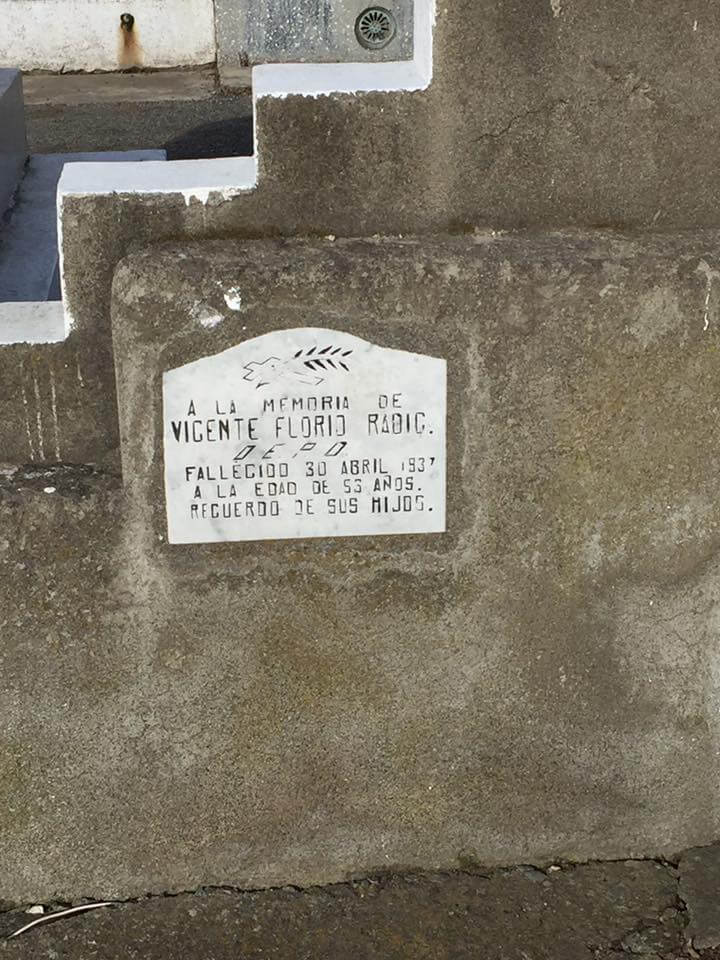 A LA MEMORIA DE
VICENTE FLORIO RADIC.
Q.E.P.D.
FALLECIDO 30 ABRIL 1937
A LA EDAD DE 53 AÑOS.
RECUERDO DE SUS HIJOS.